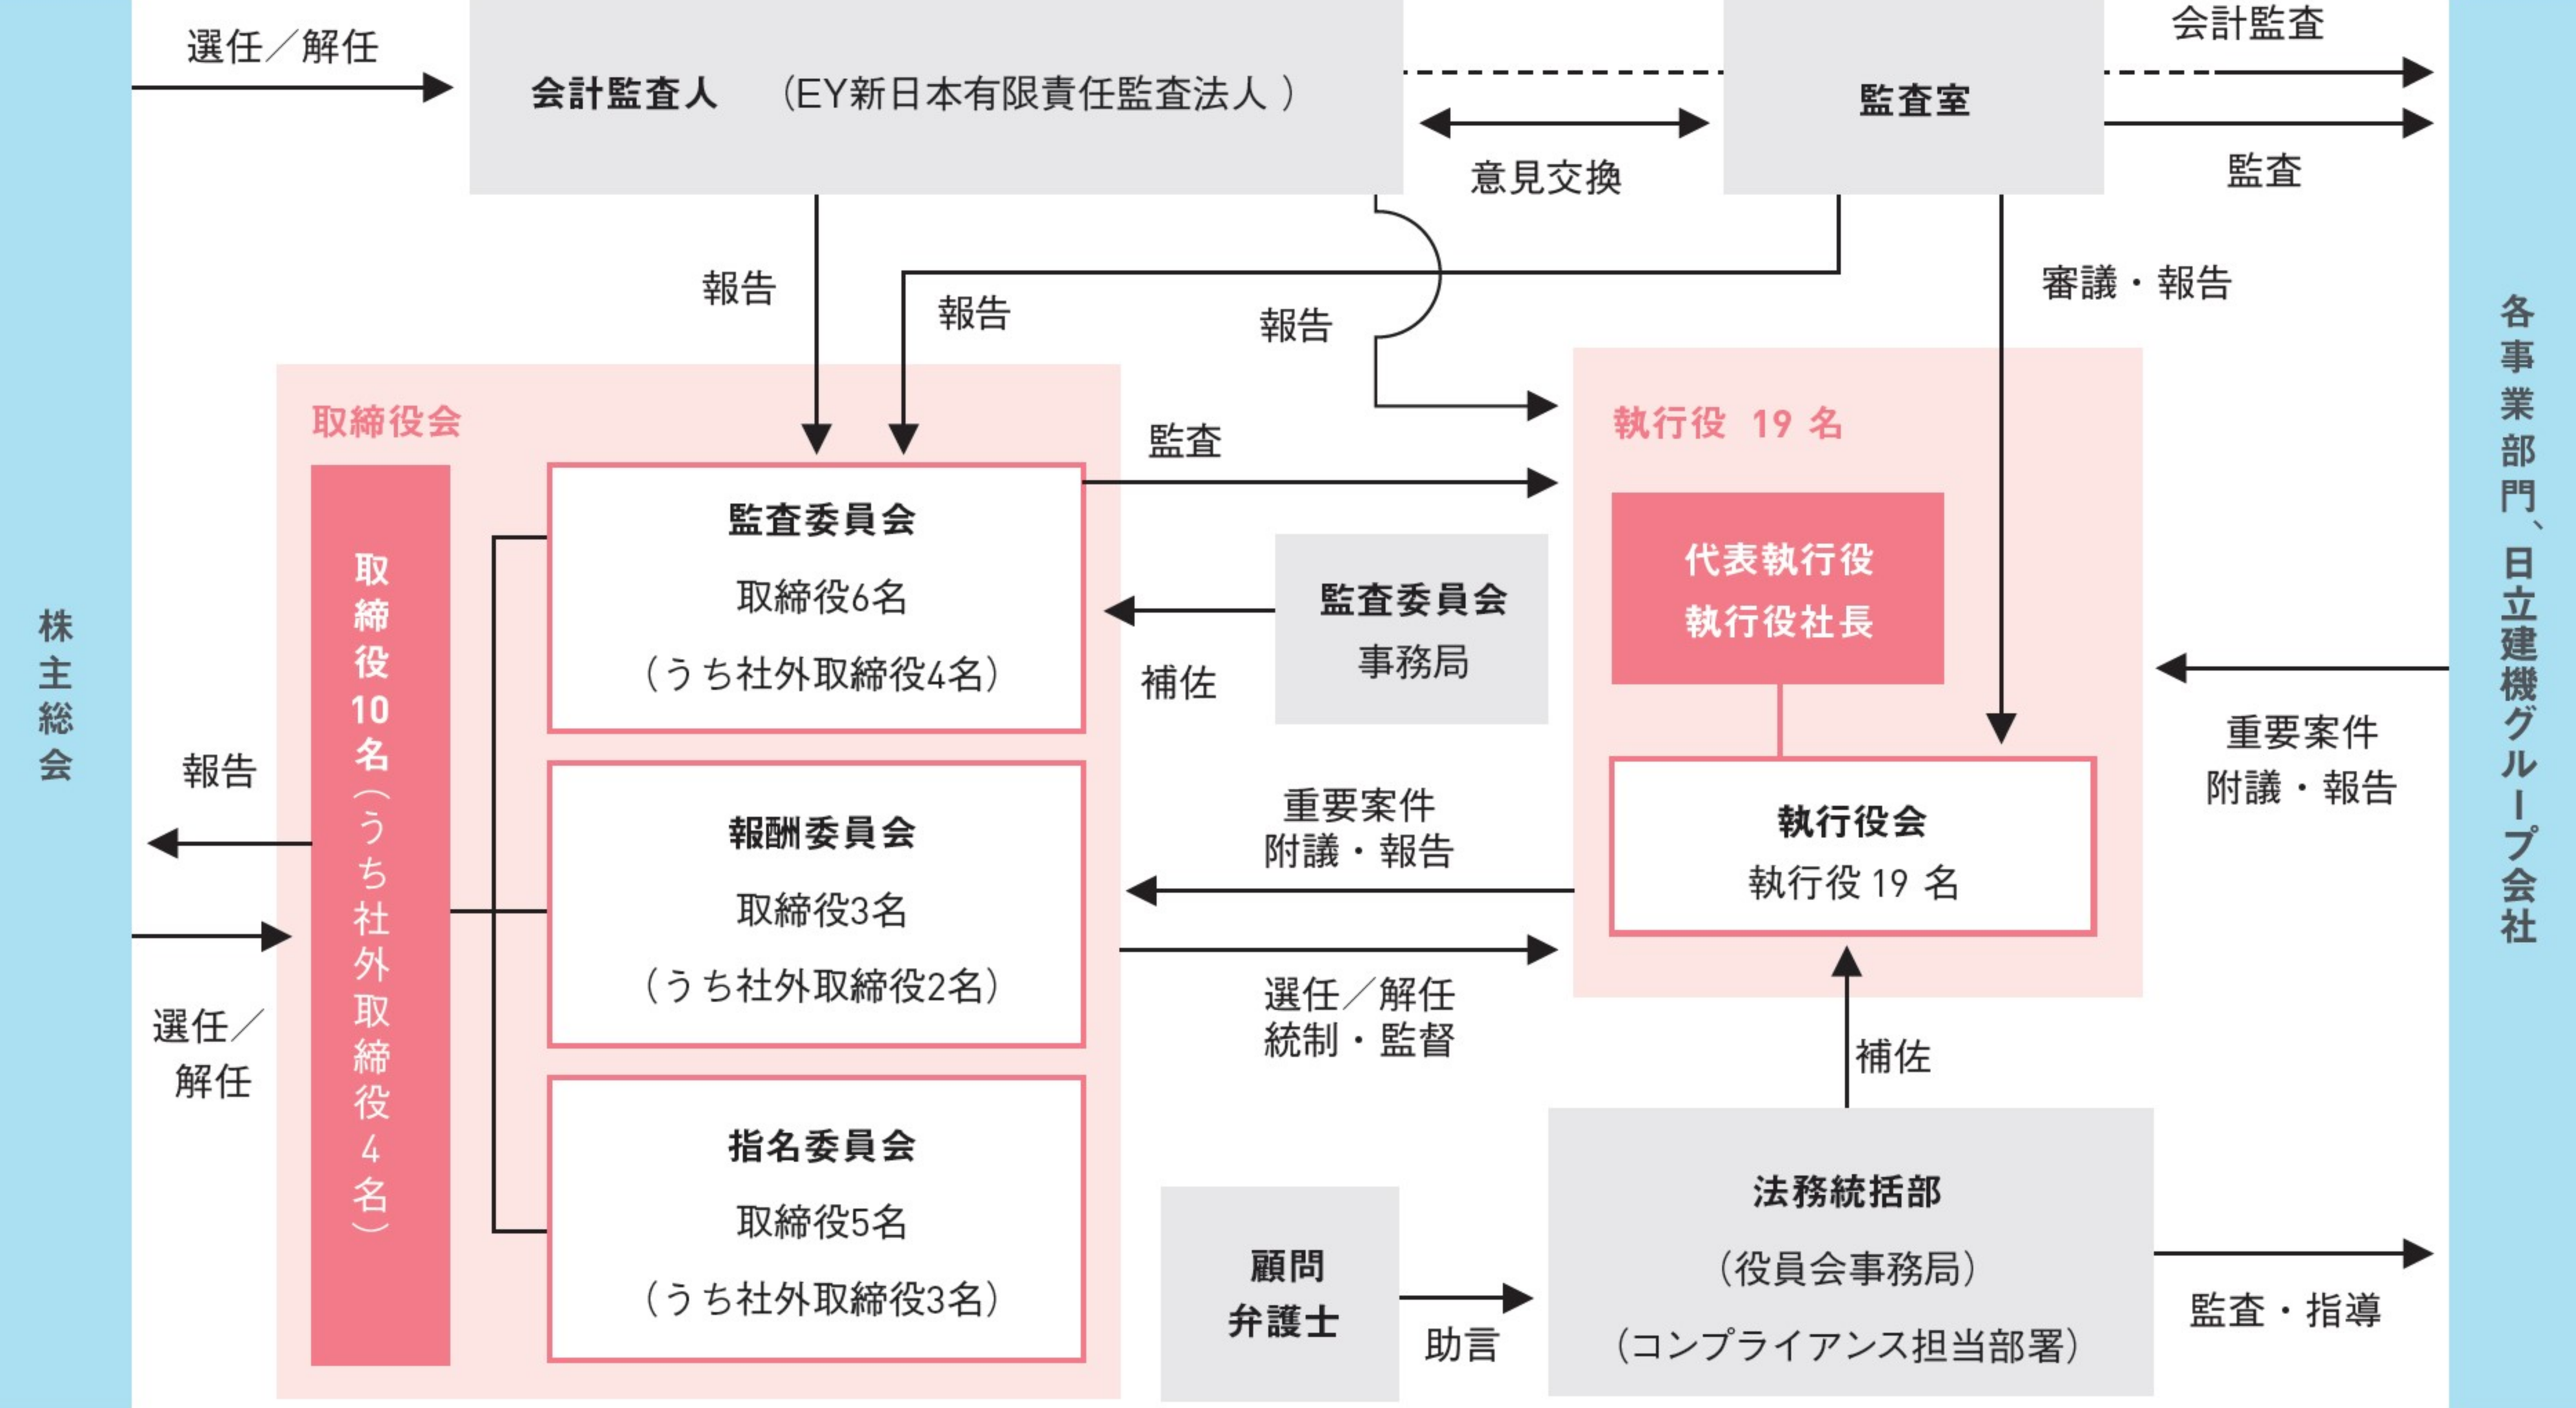 選任／解任
会計監査人 （EY新日本有限責任監査法人 ）
意見交換
監査室
会計監査
監査
報告
報告
報告
審議・報告
株主総会
報告
選任／
解任
取締役会
取締役10名（うち社外取締役4名）
監査委員会
取締役6名
（うち社外取締役4名）
報酬委員会
取締役3名
（うち社外取締役2名）
指名委員会
取締役5名
（うち社外取締役3名）
監査
監査委員会
事務局
補佐
重要案件
附議・報告
選任／解任
統制・監督
執行役 19 名
代表執行役
執行役社長
執行役会
執行役 19 名
補佐
顧問
弁護士
助言
法務統括部
（役員会事務局）
（コンプライアンス担当部署）
重要案件
附議・報告
監査・指導
各事業部門、日立建機グループ会社